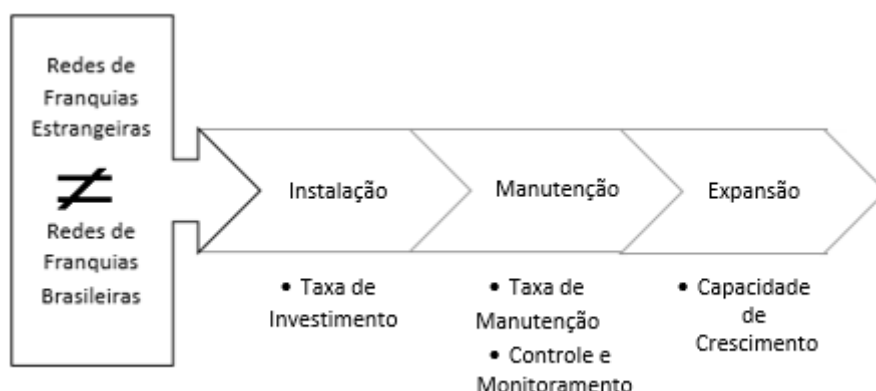 Redes de
Franquias
Estrangeiras
≠
Redes de
Franquias
Brasileiras
Instalação
Manutenção
Expansão
• Taxa de
Investimento
• Taxa de
Manutenção
• Controle e
Monitoramento
• Capacidade
de
Crescimento